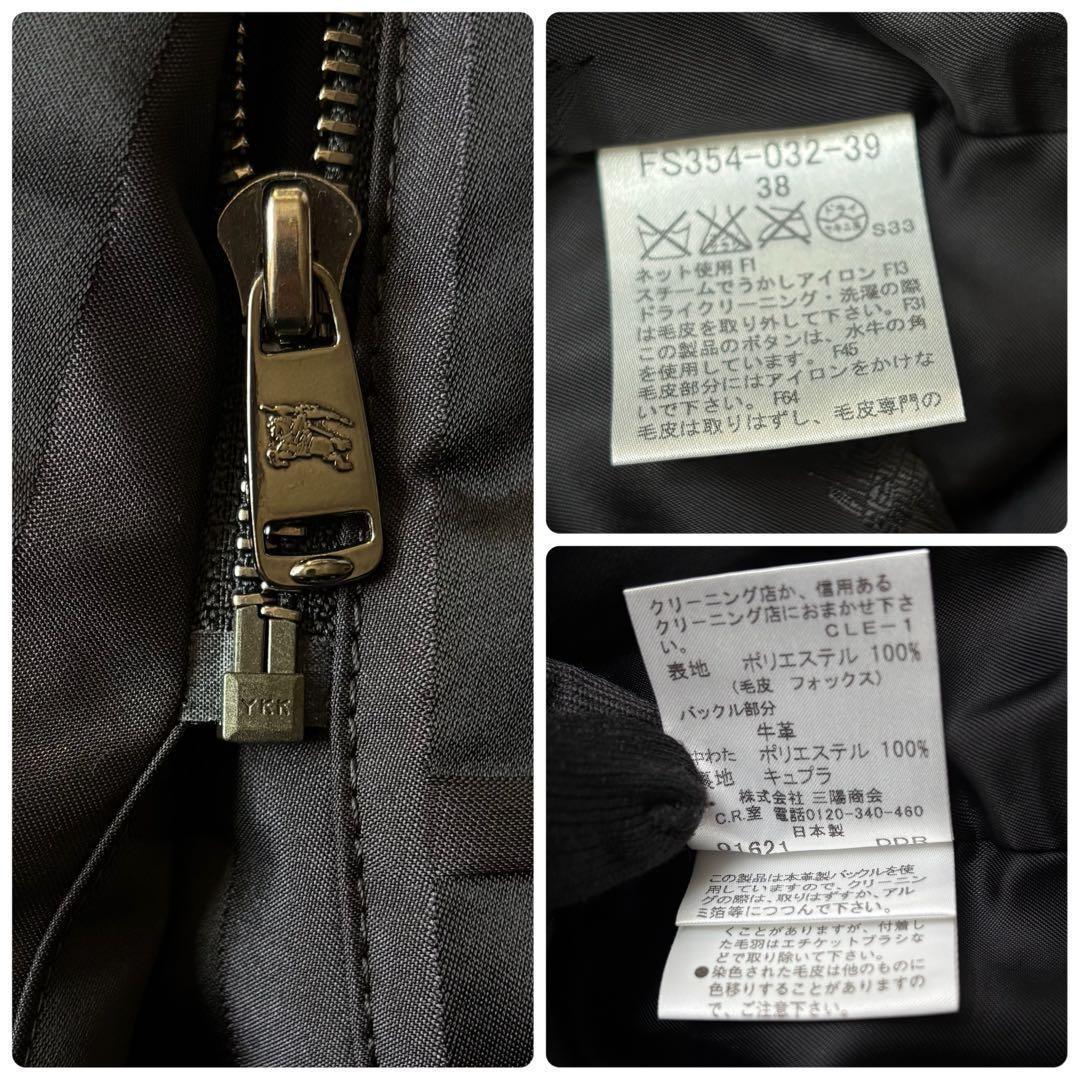 YKK
FS354-032-39
38
ドライ
S33
ネット使用 F1
スチームでうかしアイロン F13
ドライクリーニング・洗濯の際
は毛皮を取り外して下さい。F31
この製品のボタンは、水牛の角
を使用しています。 F45
毛皮部分にはアイロンをかけな
いで下さい。 F64
毛皮は取りはずし、毛皮専門の
クリーニング店か、信用ある
クリーニング店におまかせ下さ
い。 CLE-1
表地 ポリエステル 100%
(毛皮 フォックス)
バックル部分
牛革
中わた ポリエステル 100%
裏地 キュプラ
株式会社 三陽商会
C.R.室 電話0120-340-460
日本製
91621
この製品は本革製バックルを使
用していますので、クリーニン
グの際は、取りはずすか、アル
ミ箔等につつんで下さい。
くことがありますが、付着し
た毛羽はエチケットブラシな
どで取り除いて下さい。
●染色された毛皮は他のものに
色移りすることがありますの
で、ご注意下さい。